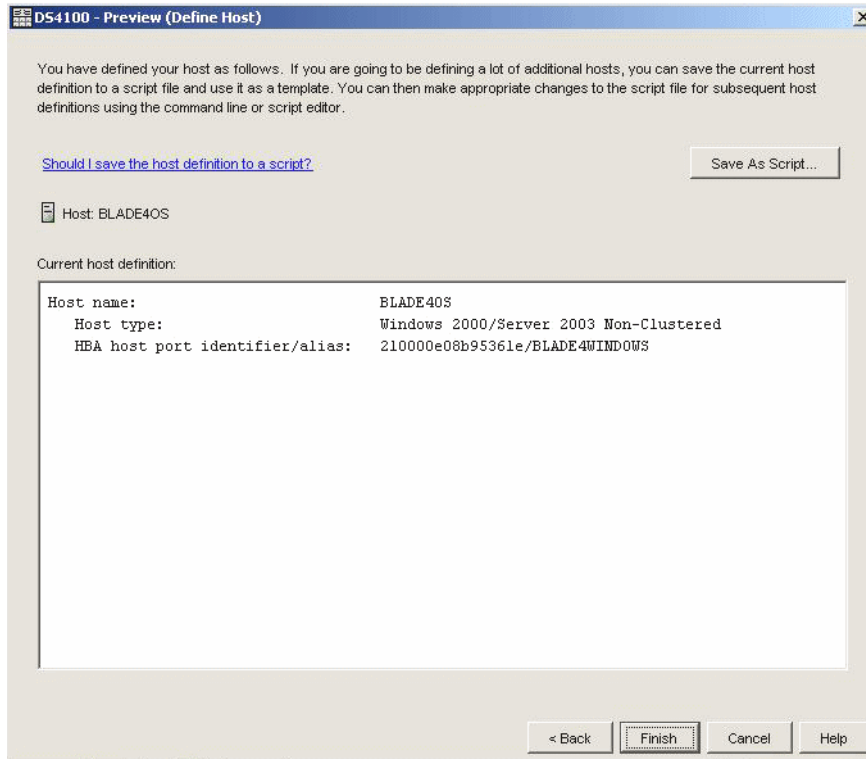 DS4100 - Preview (Define Host)
You have defined your host as follows. If you are going to be defining a lot of additional hosts, you can save the current host
definition to a script file and use it as a template. You can then make appropriate changes to the script file for subsequent host
definitions using the command line or script editor.
Should I save the host definition to a script?
Save As Script...
Host: BLADE4OS
Current host definition:
Host name: BLADE4OS
Host type: Windows 2000/Server 2003 Non-Clustered
HBA host port identifier/alias: 210000e08b95361e/BLADE4WINDOWS
< Back
Finish
Cancel
Help